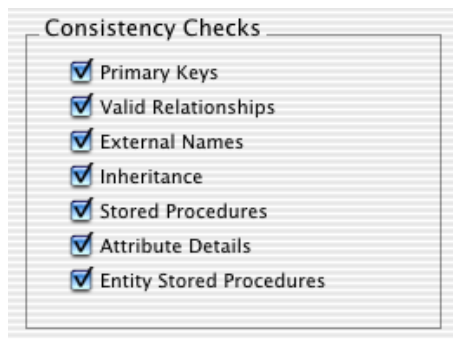 Consistency Checks
Primary Keys
Valid Relationships
External Names
Inheritance
Stored Procedures
Attribute Details
Entity Stored Procedures